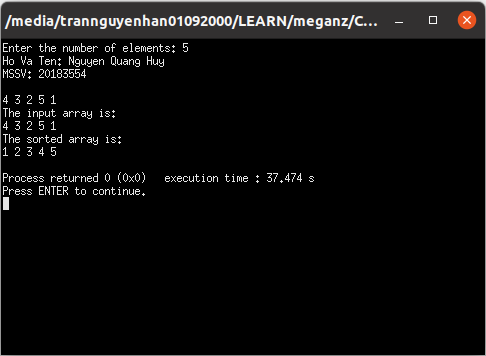 /media/trannguyenhan01092000/LEARN/meganz/C...
Enter the number of elements: 5
Ho Va Ten: Nguyen Quang Huy
MSSV: 20183554
4 3 2 5 1
The input array is:
4 3 2 5 1
The sorted array is:
1 2 3 4 5
Process returned 0 (0x0)   execution time : 37.474 s
Press ENTER to continue.